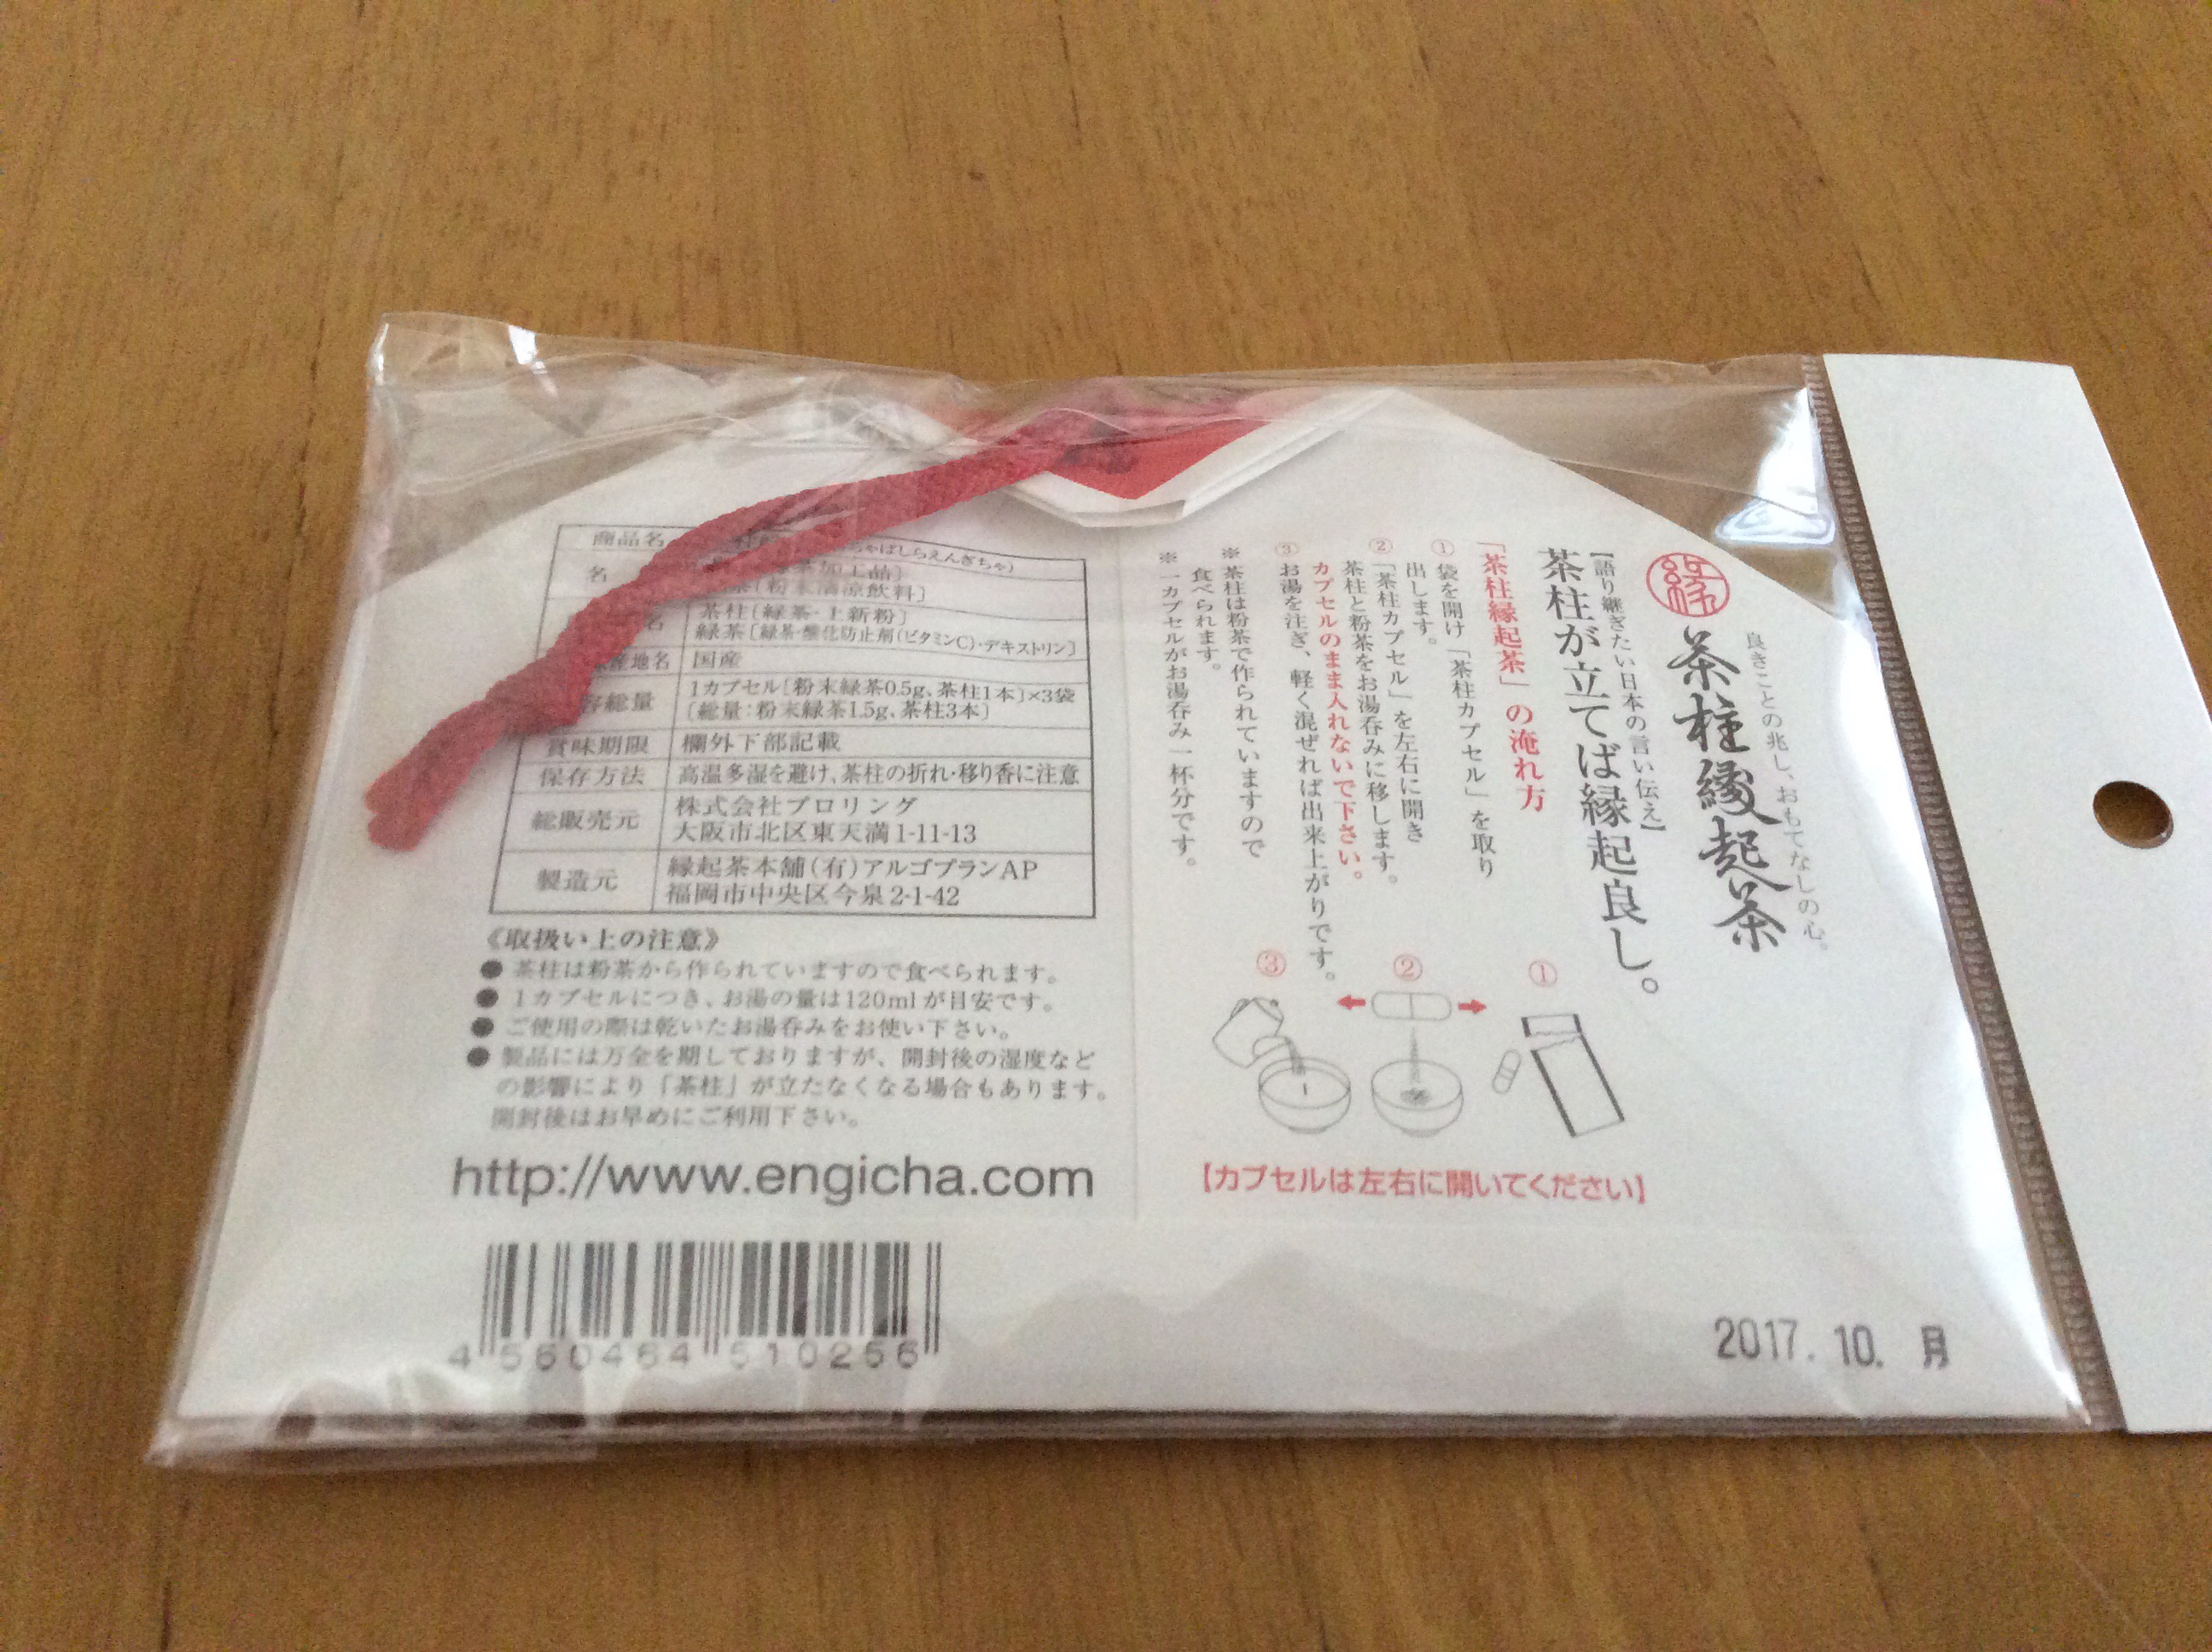 縁
良きことの兆し、おもてなしの心。
茶柱縁起茶
【語り継ぎたい日本の言い伝え】
茶柱が立てば縁起良し。
「茶柱縁起茶」の淹れ方
①袋を開け「茶柱カプセル」を取り
出します。
②「茶柱カプセル」を左右に開き
茶柱と粉茶をお湯呑みに移します。
カプセルのまま入れないで下さい。
③お湯を注ぎ、軽く混ぜれば出来上がりです。
※茶柱は粉茶で作られていますので
食べられます。
※一カプセルがお湯呑み一杯分です。
③ ② ①
【カプセルは左右に開いてください】
商品名 ちゃばしらえんぎちゃ)
名 加工品]
茶[粉末清涼飲料]
名 茶柱[緑茶・上新粉]
緑茶[緑茶・酸化防止剤(ビタミンC)・デキストリン]
産地名 国産
容総量 1カプセル[粉末緑茶0.5g、茶柱1本]×3袋
[総量:粉末緑茶1.5g、茶柱3本]
賞味期限 欄外下部記載
保存方法 高温多湿を避け、茶柱の折れ・移り香に注意
総販売元 株式会社プロリング
大阪市北区東天満1-11-13
製造元 縁起茶本舗(有)アルゴプランAP
福岡市中央区今泉2-1-42
《取扱い上の注意》
●茶柱は粉茶から作られていますので食べられます。
●1カプセルにつき、お湯の量は120mlが目安です。
●ご使用の際は乾いたお湯呑みをお使い下さい。
●製品には万全を期しておりますが、開封後の湿度など
の影響により「茶柱」が立たなくなる場合もあります。
開封後はお早めにご利用下さい。
http://www.engicha.com
4 560464 510256
2017.10.月